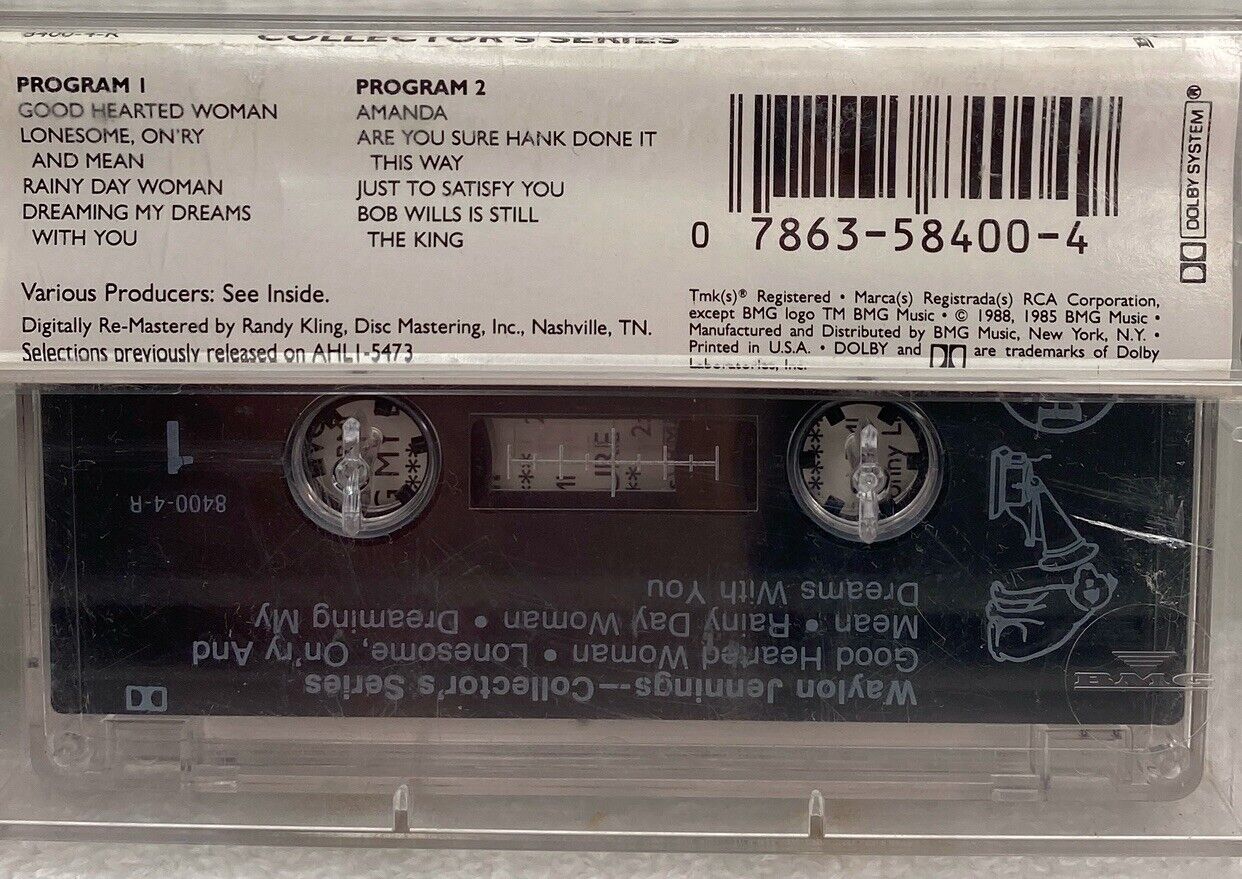 8400-4-R
COLLECTOR'S SERIES
PROGRAM 1
GOOD HEARTED WOMAN
LONESOME, ON'RY
AND MEAN
RAINY DAY WOMAN
DREAMING MY DREAMS
WITH YOU
PROGRAM 2
AMANDA
ARE YOU SURE HANK DONE IT
THIS WAY
JUST TO SATISFY YOU
BOB WILLS IS STILL
THE KING
0 7863-58400-4
DOLBY SYSTEM®
Various Producers: See Inside.
Digitally Re-Mastered by Randy Kling, Disc Mastering, Inc., Nashville, TN.
Selections previously released on AHL1-5473
Tmk(s)® Registered • Marca(s) Registrada(s) RCA Corporation,
except BMG logo TM BMG Music • © 1988, 1985 BMG Music •
Manufactured and Distributed by BMG Music, New York, N.Y. •
Printed in U.S.A. • DOLBY and are trademarks of Dolby
Laboratories, Inc.
Waylon Jennings--Collector's Series
Good Hearted Woman • Lonesome, On'ry And
Mean • Rainy Day Woman • Dreaming My
Dreams With You
1
8400-4-R
BMG